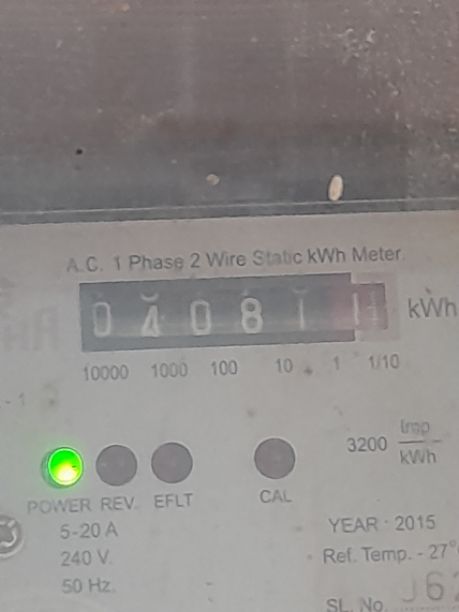 A.C. 1 Phase 2 Wire Static kWh Meter
0 4 0 8 1 1 kWh
10000 1000 100 10 1 1/10
3200 Imp/kWh
POWER REV. EFLT CAL
5-20 A
YEAR : 2015
240 V.
Ref. Temp. - 27°
50 Hz.
SL. No.